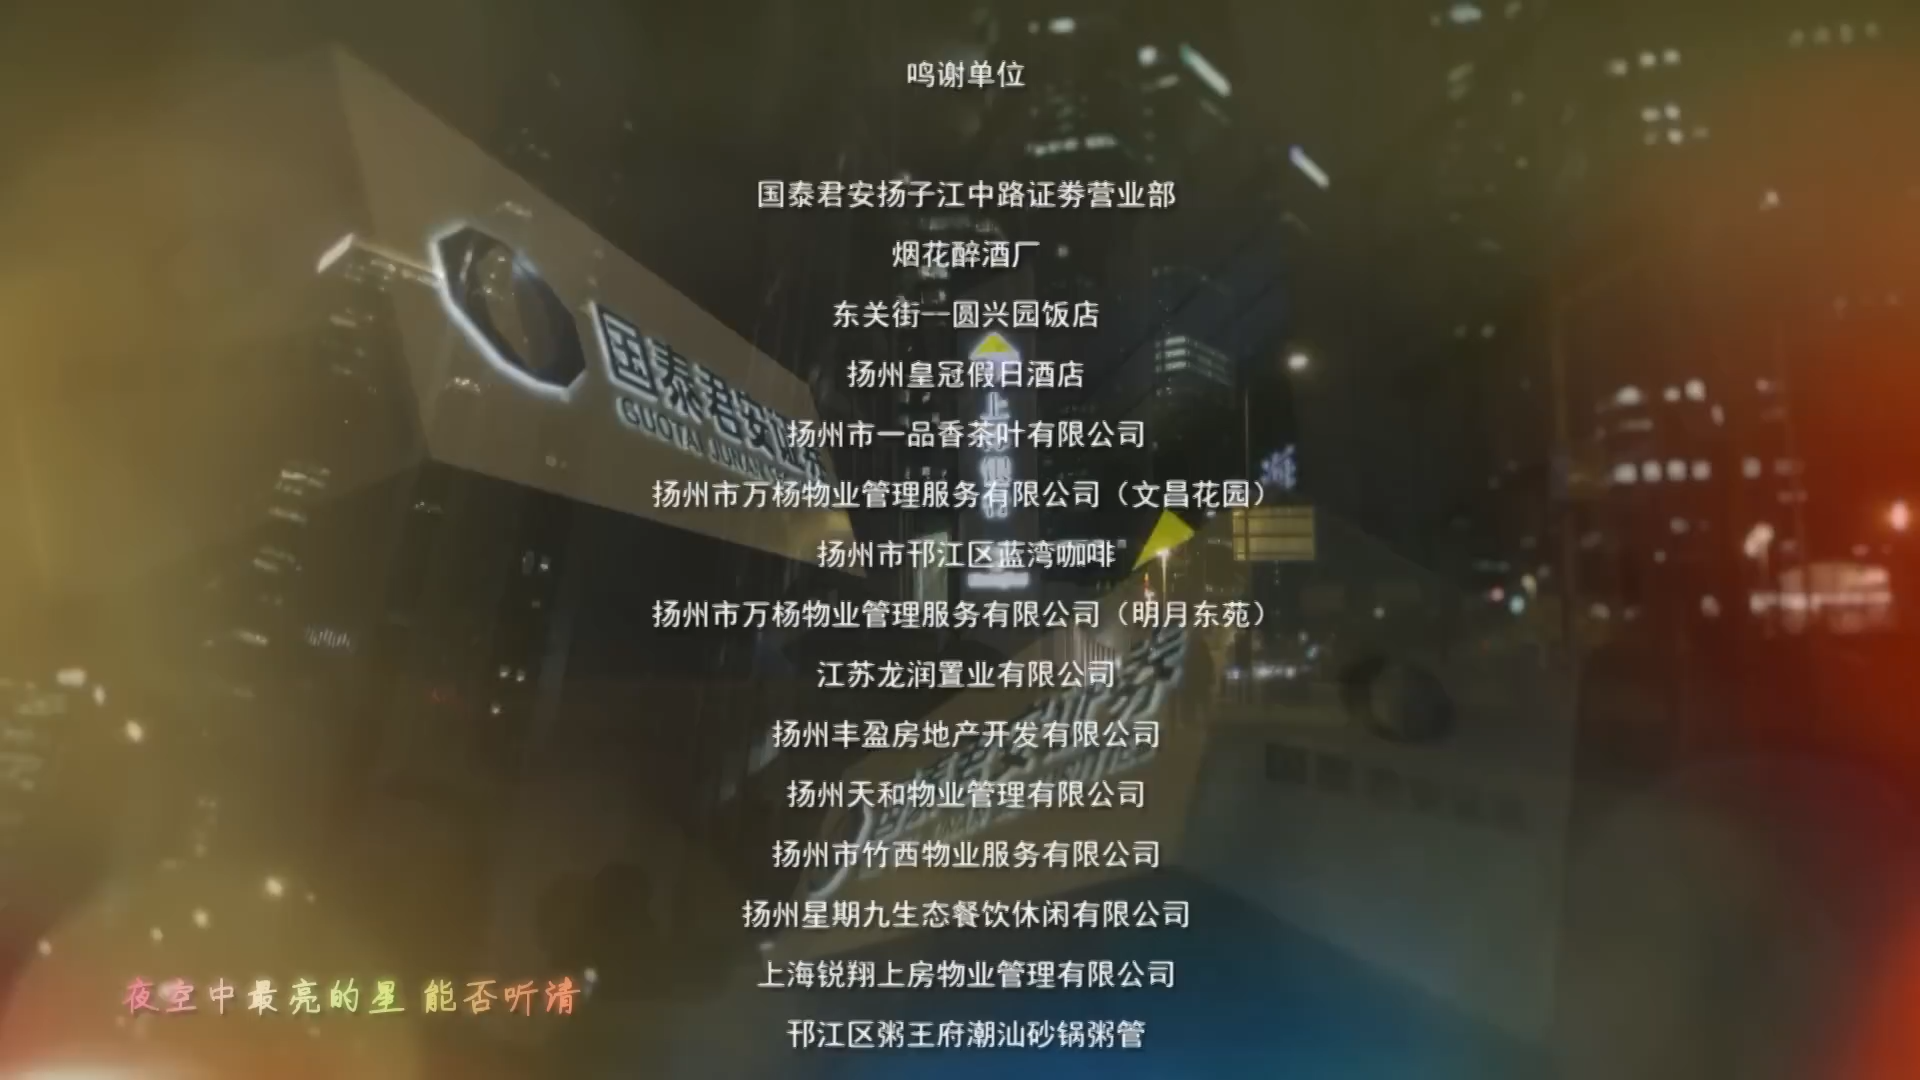 鸣谢单位
国泰君安扬子江中路证劵营业部
烟花醉酒厂
东关街—圆兴园饭店
扬州皇冠假日酒店
扬州市一品香茶叶有限公司
扬州市万杨物业管理服务有限公司（文昌花园）
扬州市邗江区蓝湾咖啡
扬州市万杨物业管理服务有限公司（明月东苑）
江苏龙润置业有限公司
扬州丰盈房地产开发有限公司
扬州天和物业管理有限公司
扬州市竹西物业服务有限公司
扬州星期九生态餐饮休闲有限公司
上海锐翔上房物业管理有限公司
邗江区粥王府潮汕砂锅粥管
夜空中最亮的星 能否听清
国泰君安证券
GUOTAI JUNAN